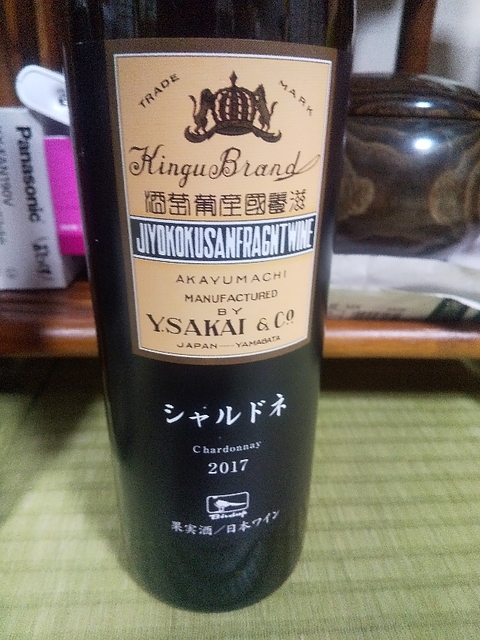 TRADE MARK
Kingu Brand
酒萄葡産國養滋
JIYOKOKUSANFRAGNTWINE
AKAYUMACHI
MANUFACTURED
BY
Y.SAKAI & Co.
JAPAN—YAMAGATA
シャルドネ
Chardonnay
2017
Birdup
果実酒/日本ワイン
Panasonic